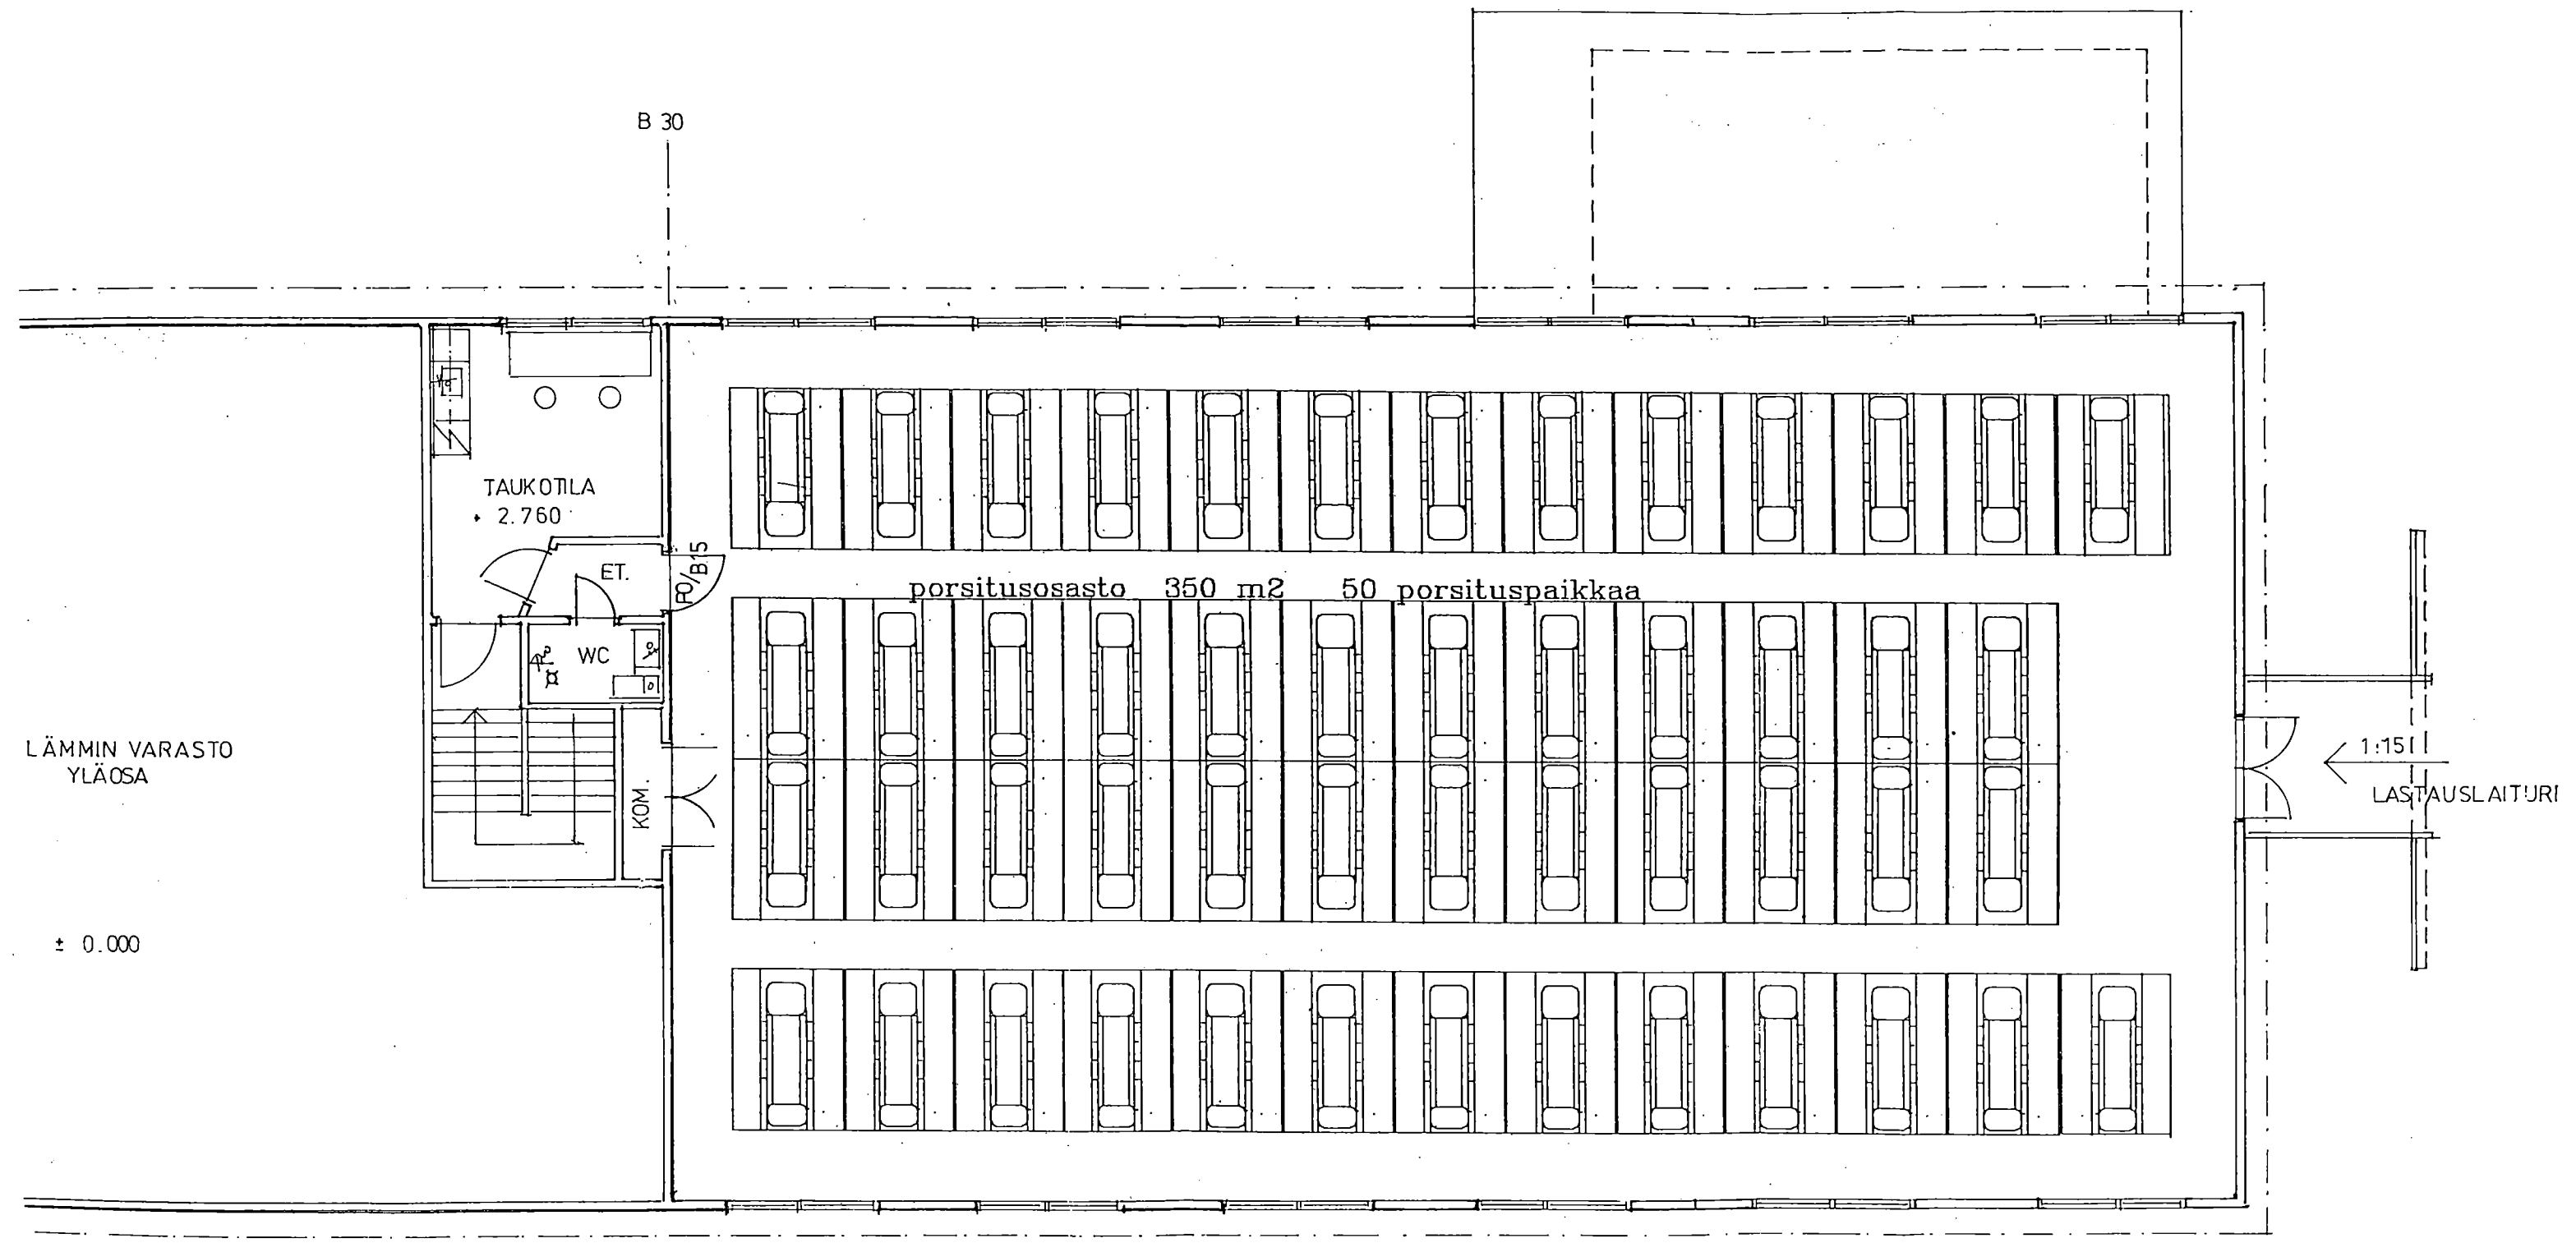 B 30
TAUKOTILA
+ 2.760
ET.
PO/B15
porsitusosasto 350 m2 50 porsituspaikkaa
WC
LÄMMIN VARASTO
YLÄOSA
KOM.
1:15
LASTAUSLAITURI
± 0.000